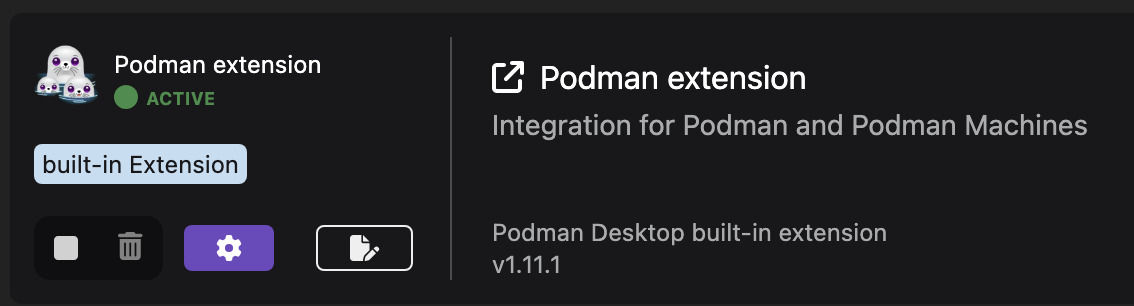 Podman extension
ACTIVE
built-in Extension
Podman extension
Integration for Podman and Podman Machines
Podman Desktop built-in extension
v1.11.1